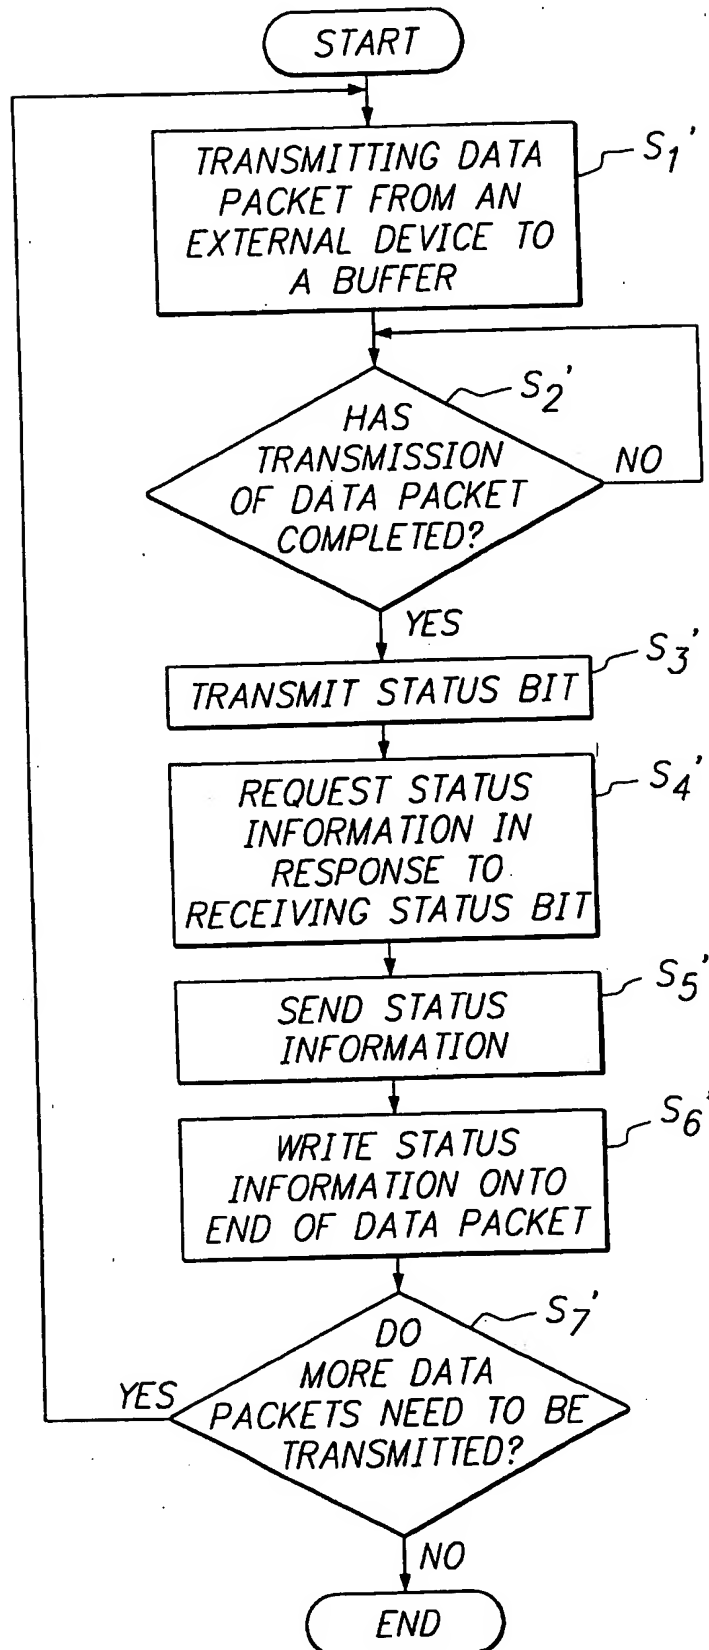 START
TRANSMITTING DATA
PACKET FROM AN
EXTERNAL DEVICE TO
A BUFFER
S1'
S2'
HAS
TRANSMISSION
OF DATA PACKET
COMPLETED?
NO
YES
S3'
TRANSMIT STATUS BIT
S4'
REQUEST STATUS
INFORMATION IN
RESPONSE TO
RECEIVING STATUS BIT
S5'
SEND STATUS
INFORMATION
S6'
WRITE STATUS
INFORMATION ONTO
END OF DATA PACKET
S7'
DO
MORE DATA
PACKETS NEED TO BE
TRANSMITTED?
YES
NO
END